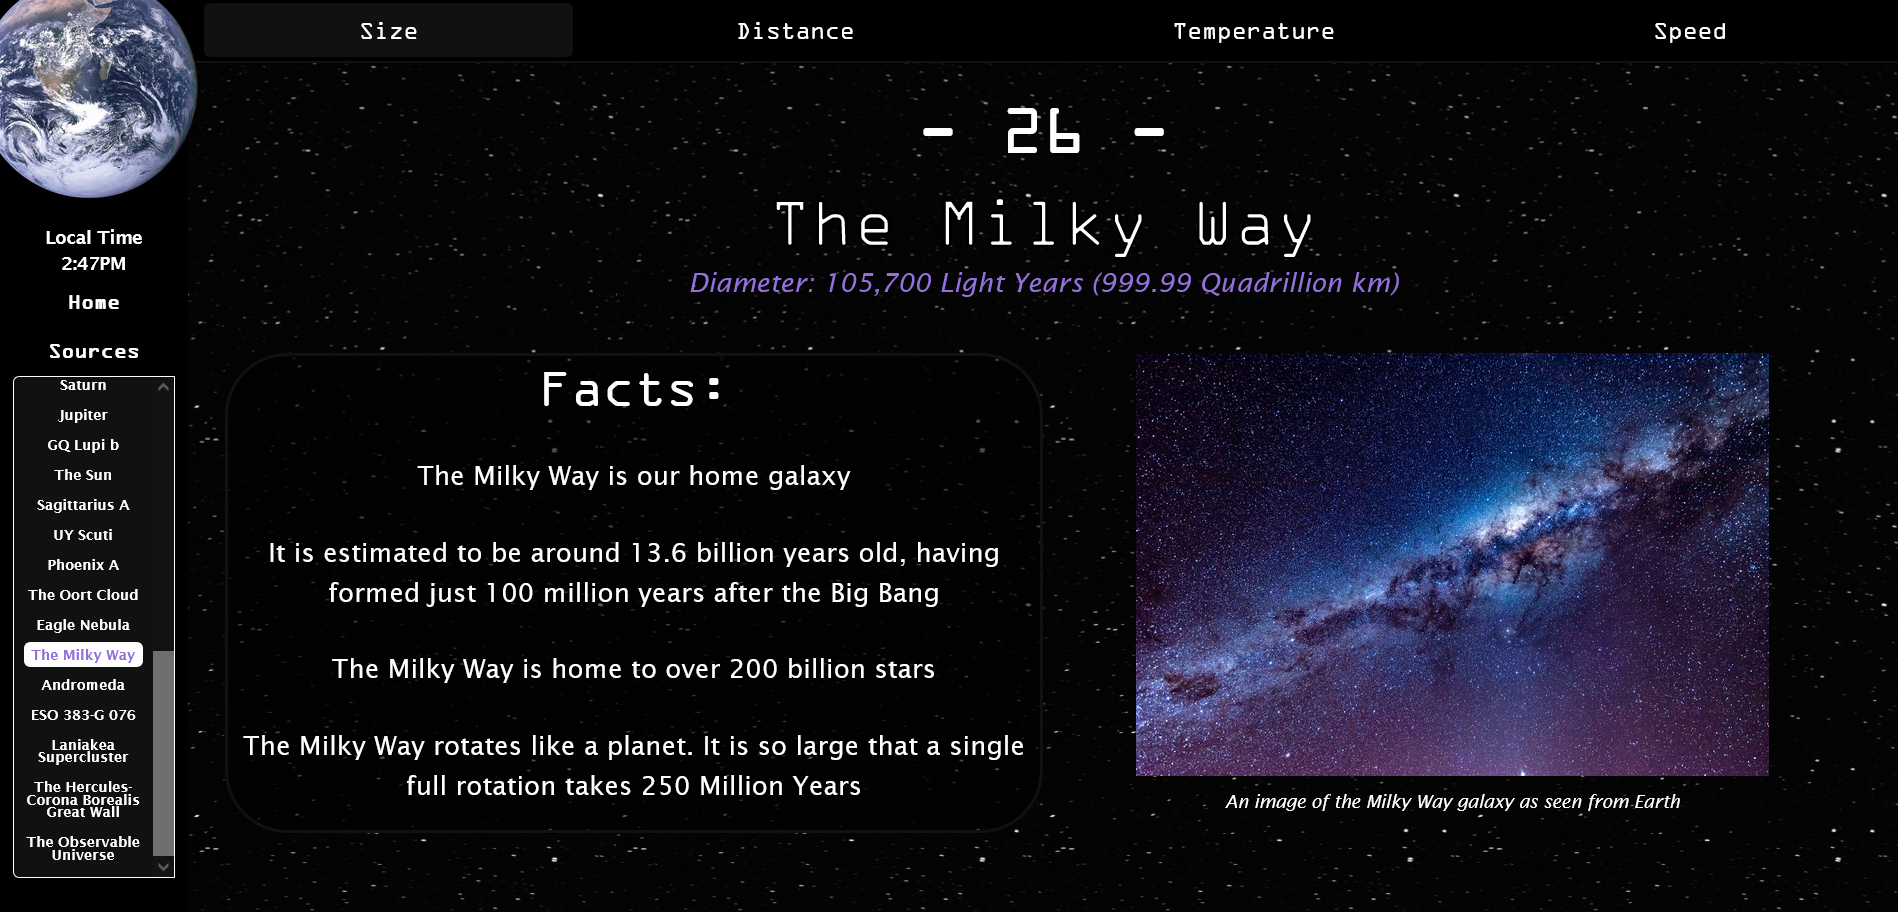 Size
Distance
Temperature
Speed
Local Time
2:47PM
Home
Sources
Saturn
Jupiter
GQ Lupi b
The Sun
Sagittarius A
UY Scuti
Phoenix A
The Oort Cloud
Eagle Nebula
The Milky Way
Andromeda
ESO 383-G 076
Laniakea
Supercluster
The Hercules-
Corona Borealis
Great Wall
The Observable
Universe
- 26 -
The Milky Way
Diameter: 105,700 Light Years (999.99 Quadrillion km)
Facts:
The Milky Way is our home galaxy
It is estimated to be around 13.6 billion years old, having
formed just 100 million years after the Big Bang
The Milky Way is home to over 200 billion stars
The Milky Way rotates like a planet. It is so large that a single
full rotation takes 250 Million Years
An image of the Milky Way galaxy as seen from Earth